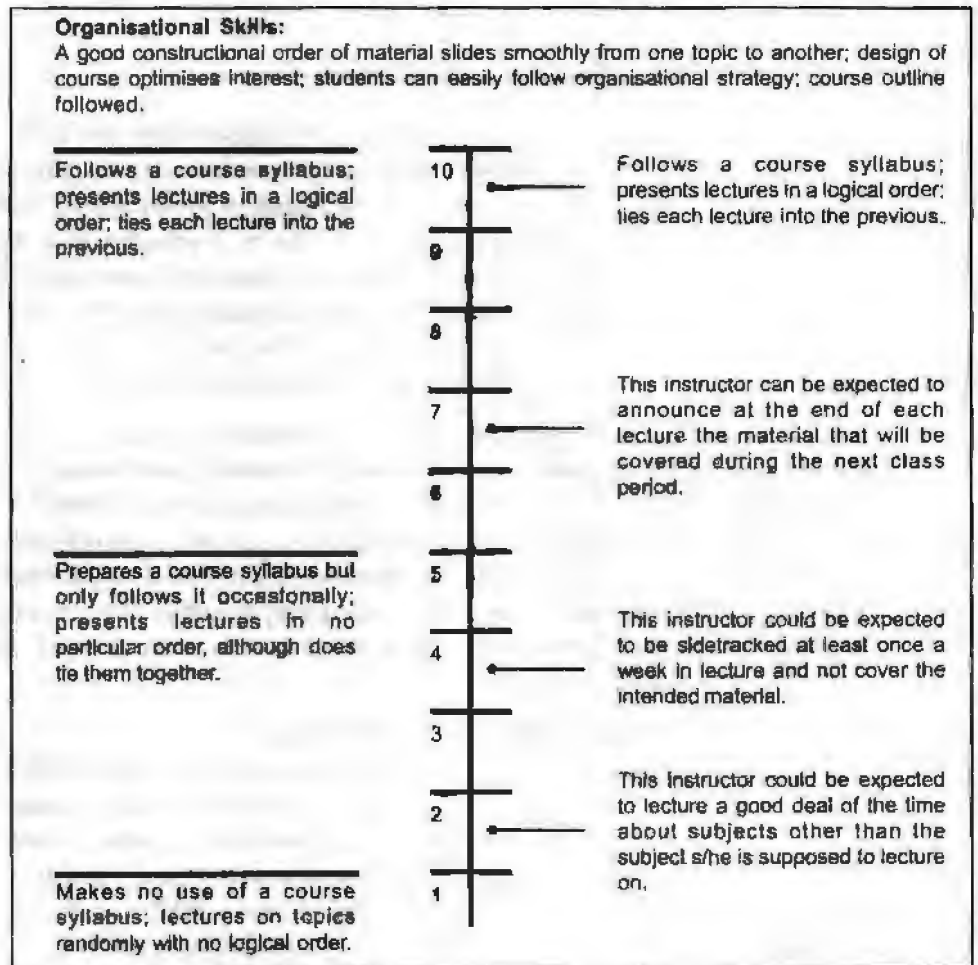 Organisational Skills:
A good constructional order of material slides smoothly from one topic to another; design of
course optimises interest; students can easily follow organisational strategy; course outline
followed.
Follows a course syllabus;
presents lectures in a logical
order; ties each lecture into the
previous.
10
Follows a course syllabus;
presents lectures in a logical order;
ties each lecture into the previous.
9
8
7
This instructor can be expected to
announce at the end of each
lecture the material that will be
covered during the next class
period.
6
Prepares a course syllabus but
only follows it occasionally;
presents lectures in no
particular order, although does
tie them together.
5
4
This instructor could be expected
to be sidetracked at least once a
week in lecture and not cover the
intended material.
3
2
This instructor could be expected
to lecture a good deal of the time
about subjects other than the
subject s/he is supposed to lecture
on.
Makes no use of a course
syllabus; lectures on topics
randomly with no logical order.
1